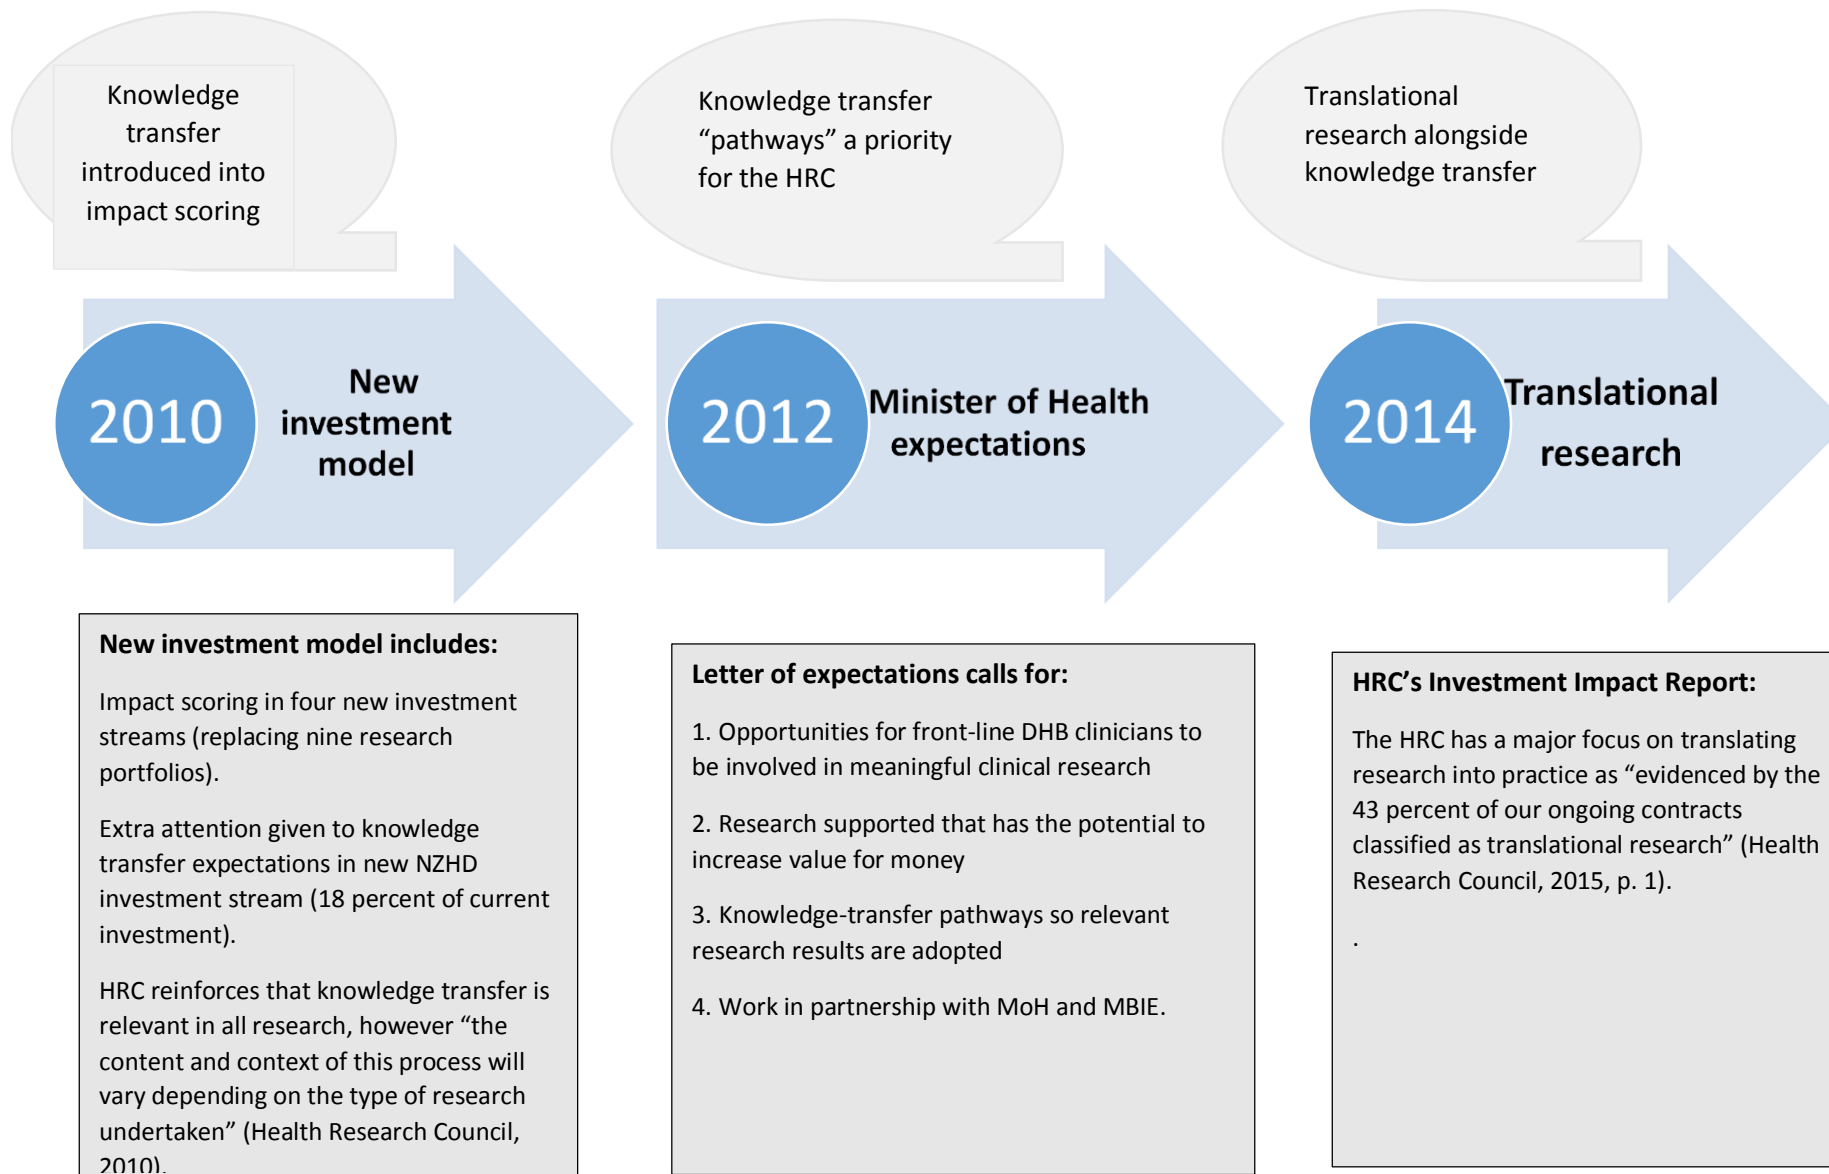 Knowledge
transfer
introduced into
impact scoring
Knowledge transfer
“pathways” a priority
for the HRC
Translational
research alongside
knowledge transfer
2010
New
investment
model
2012
Minister of Health
expectations
2014
Translational
research
New investment model includes:
Impact scoring in four new investment
streams (replacing nine research
portfolios).
Extra attention given to knowledge
transfer expectations in new NZHD
investment stream (18 percent of current
investment).
HRC reinforces that knowledge transfer is
relevant in all research, however “the
content and context of this process will
vary depending on the type of research
undertaken” (Health Research Council,
2010).
Letter of expectations calls for:
1. Opportunities for front-line DHB clinicians to
be involved in meaningful clinical research
2. Research supported that has the potential to
increase value for money
3. Knowledge-transfer pathways so relevant
research results are adopted
4. Work in partnership with MoH and MBIE.
HRC’s Investment Impact Report:
The HRC has a major focus on translating
research into practice as “evidenced by the
43 percent of our ongoing contracts
classified as translational research” (Health
Research Council, 2015, p. 1).
.